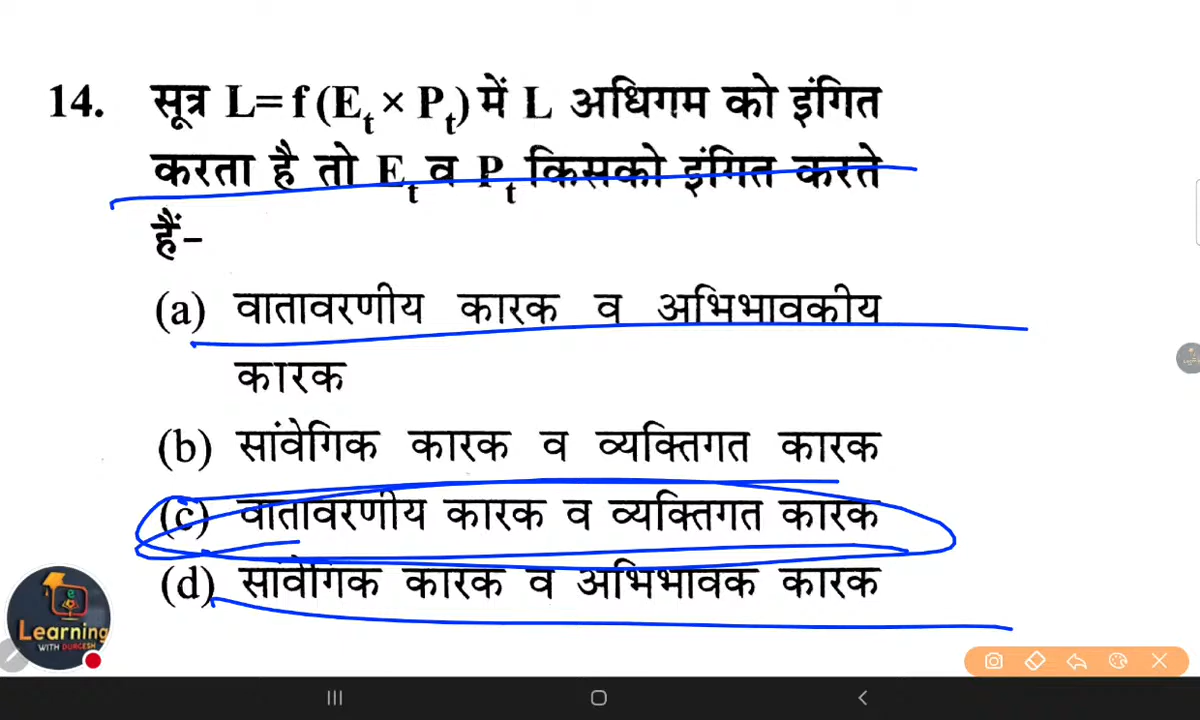 14. सूत्र L= f (Et × Pt) में L अधिगम को इंगित
करता है तो Et व Pt किसको इंगित करते
हैं-
(a) वातावरणीय कारक व अभिभावकीय
कारक
(b) सांवेगिक कारक व व्यक्तिगत कारक
(c) वातावरणीय कारक व व्यक्तिगत कारक
(d) सांवेगिक कारक व अभिभावक कारक
Learning
WITH DURGESH